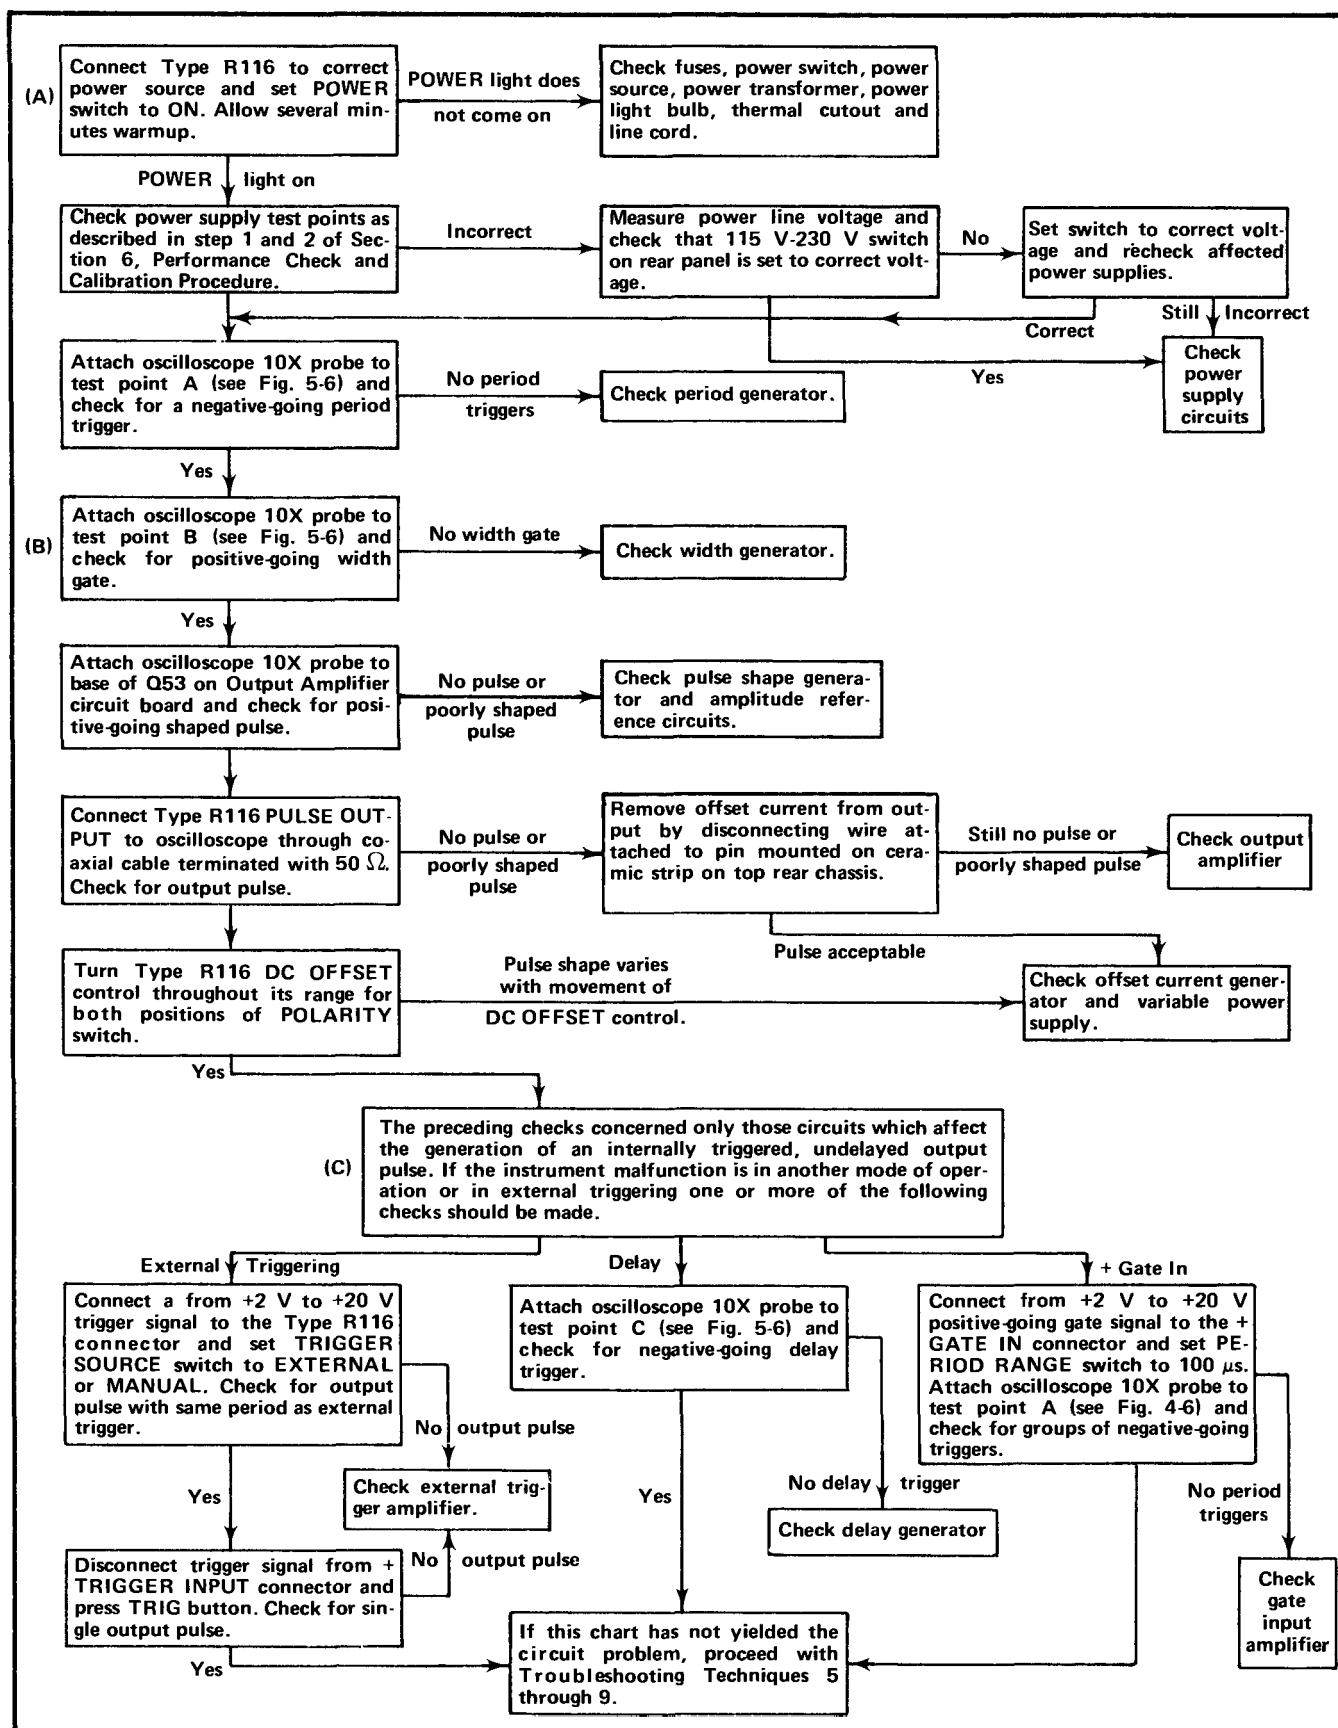 (A)
Connect Type R116 to correct
power source and set POWER
switch to ON. Allow several min-
utes warmup.
POWER light does
not come on
Check fuses, power switch, power
source, power transformer, power
light bulb, thermal cutout and
line cord.
POWER light on
Check power supply test points as
described in step 1 and 2 of Sec-
tion 6, Performance Check and
Calibration Procedure.
Incorrect
Measure power line voltage and
check that 115 V-230 V switch
on rear panel is set to correct volt-
age.
No
Set switch to correct volt-
age and recheck affected
power supplies.
Still Incorrect
Correct
Yes
Check
power
supply
circuits
Attach oscilloscope 10X probe to
test point A (see Fig. 5-6) and
check for a negative-going period
trigger.
No period
triggers
Check period generator.
Yes
(B)
Attach oscilloscope 10X probe to
test point B (see Fig. 5-6) and
check for positive-going width
gate.
No width gate
Check width generator.
Yes
Attach oscilloscope 10X probe to
base of Q53 on Output Amplifier
circuit board and check for posi-
tive-going shaped pulse.
No pulse or
poorly shaped
pulse
Check pulse shape genera-
tor and amplitude refer-
ence circuits.
Connect Type R116 PULSE OUT-
PUT to oscilloscope through co-
axial cable terminated with 50 Ω.
Check for output pulse.
No pulse or
poorly shaped
pulse
Remove offset current from out-
put by disconnecting wire at-
tached to pin mounted on cera-
mic strip on top rear chassis.
Still no pulse or
poorly shaped pulse
Check output
amplifier
Pulse acceptable
Turn Type R116 DC OFFSET
control throughout its range for
both positions of POLARITY
switch.
Pulse shape varies
with movement of
DC OFFSET control.
Check offset current gener-
ator and variable power
supply.
Yes
(C)
The preceding checks concerned only those circuits which affect
the generation of an internally triggered, undelayed output
pulse. If the instrument malfunction is in another mode of oper-
ation or in external triggering one or more of the following
checks should be made.
External Triggering
Connect a from +2 V to +20 V
trigger signal to the Type R116
connector and set TRIGGER
SOURCE switch to EXTERNAL
or MANUAL. Check for output
pulse with same period as external
trigger.
No output pulse
Check external trig-
ger amplifier.
Yes
Disconnect trigger signal from +
TRIGGER INPUT connector and
press TRIG button. Check for sin-
gle output pulse.
No output pulse
Yes
Delay
Attach oscilloscope 10X probe to
test point C (see Fig. 5-6) and
check for negative-going delay
trigger.
Yes
No delay trigger
Check delay generator
+ Gate In
Connect from +2 V to +20 V
positive-going gate signal to the +
GATE IN connector and set PE-
RIOD RANGE switch to 100 μs.
Attach oscilloscope 10X probe to
test point A (see Fig. 4-6) and
check for groups of negative-going
triggers.
No period
triggers
Check
gate
input
amplifier
If this chart has not yielded the
circuit problem, proceed with
Troubleshooting Techniques 5
through 9.